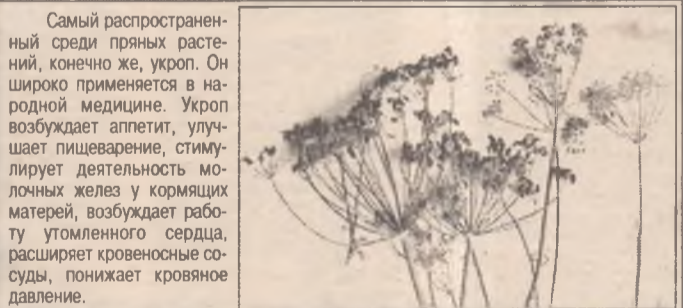 Самый распространен-
ный среди пряных расте-
ний, конечно же, укроп. Он
широко применяется в на-
родной медицине. Укроп
возбуждает аппетит, улуч-
шает пищеварение, стиму-
лирует деятельность мо-
лочных желез у кормящих
матерей, возбуждает рабо-
ту утомленного сердца,
расширяет кровеносные со-
суды, понижает кровяное
давление.